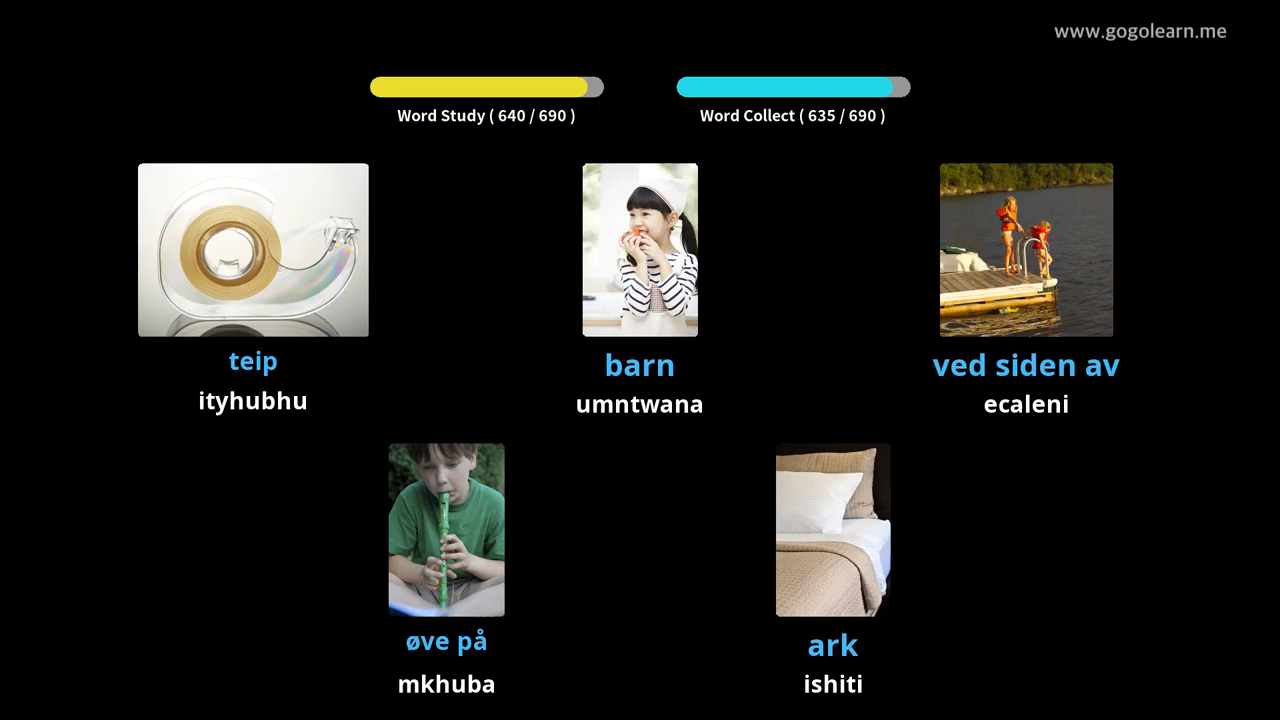 www.gogolearn.me
Word Study ( 640 / 690 )
Word Collect ( 635 / 690 )
teip
ityhubhu
barn
umntwana
ved siden av
ecaleni
øve på
mkhuba
ark
ishiti